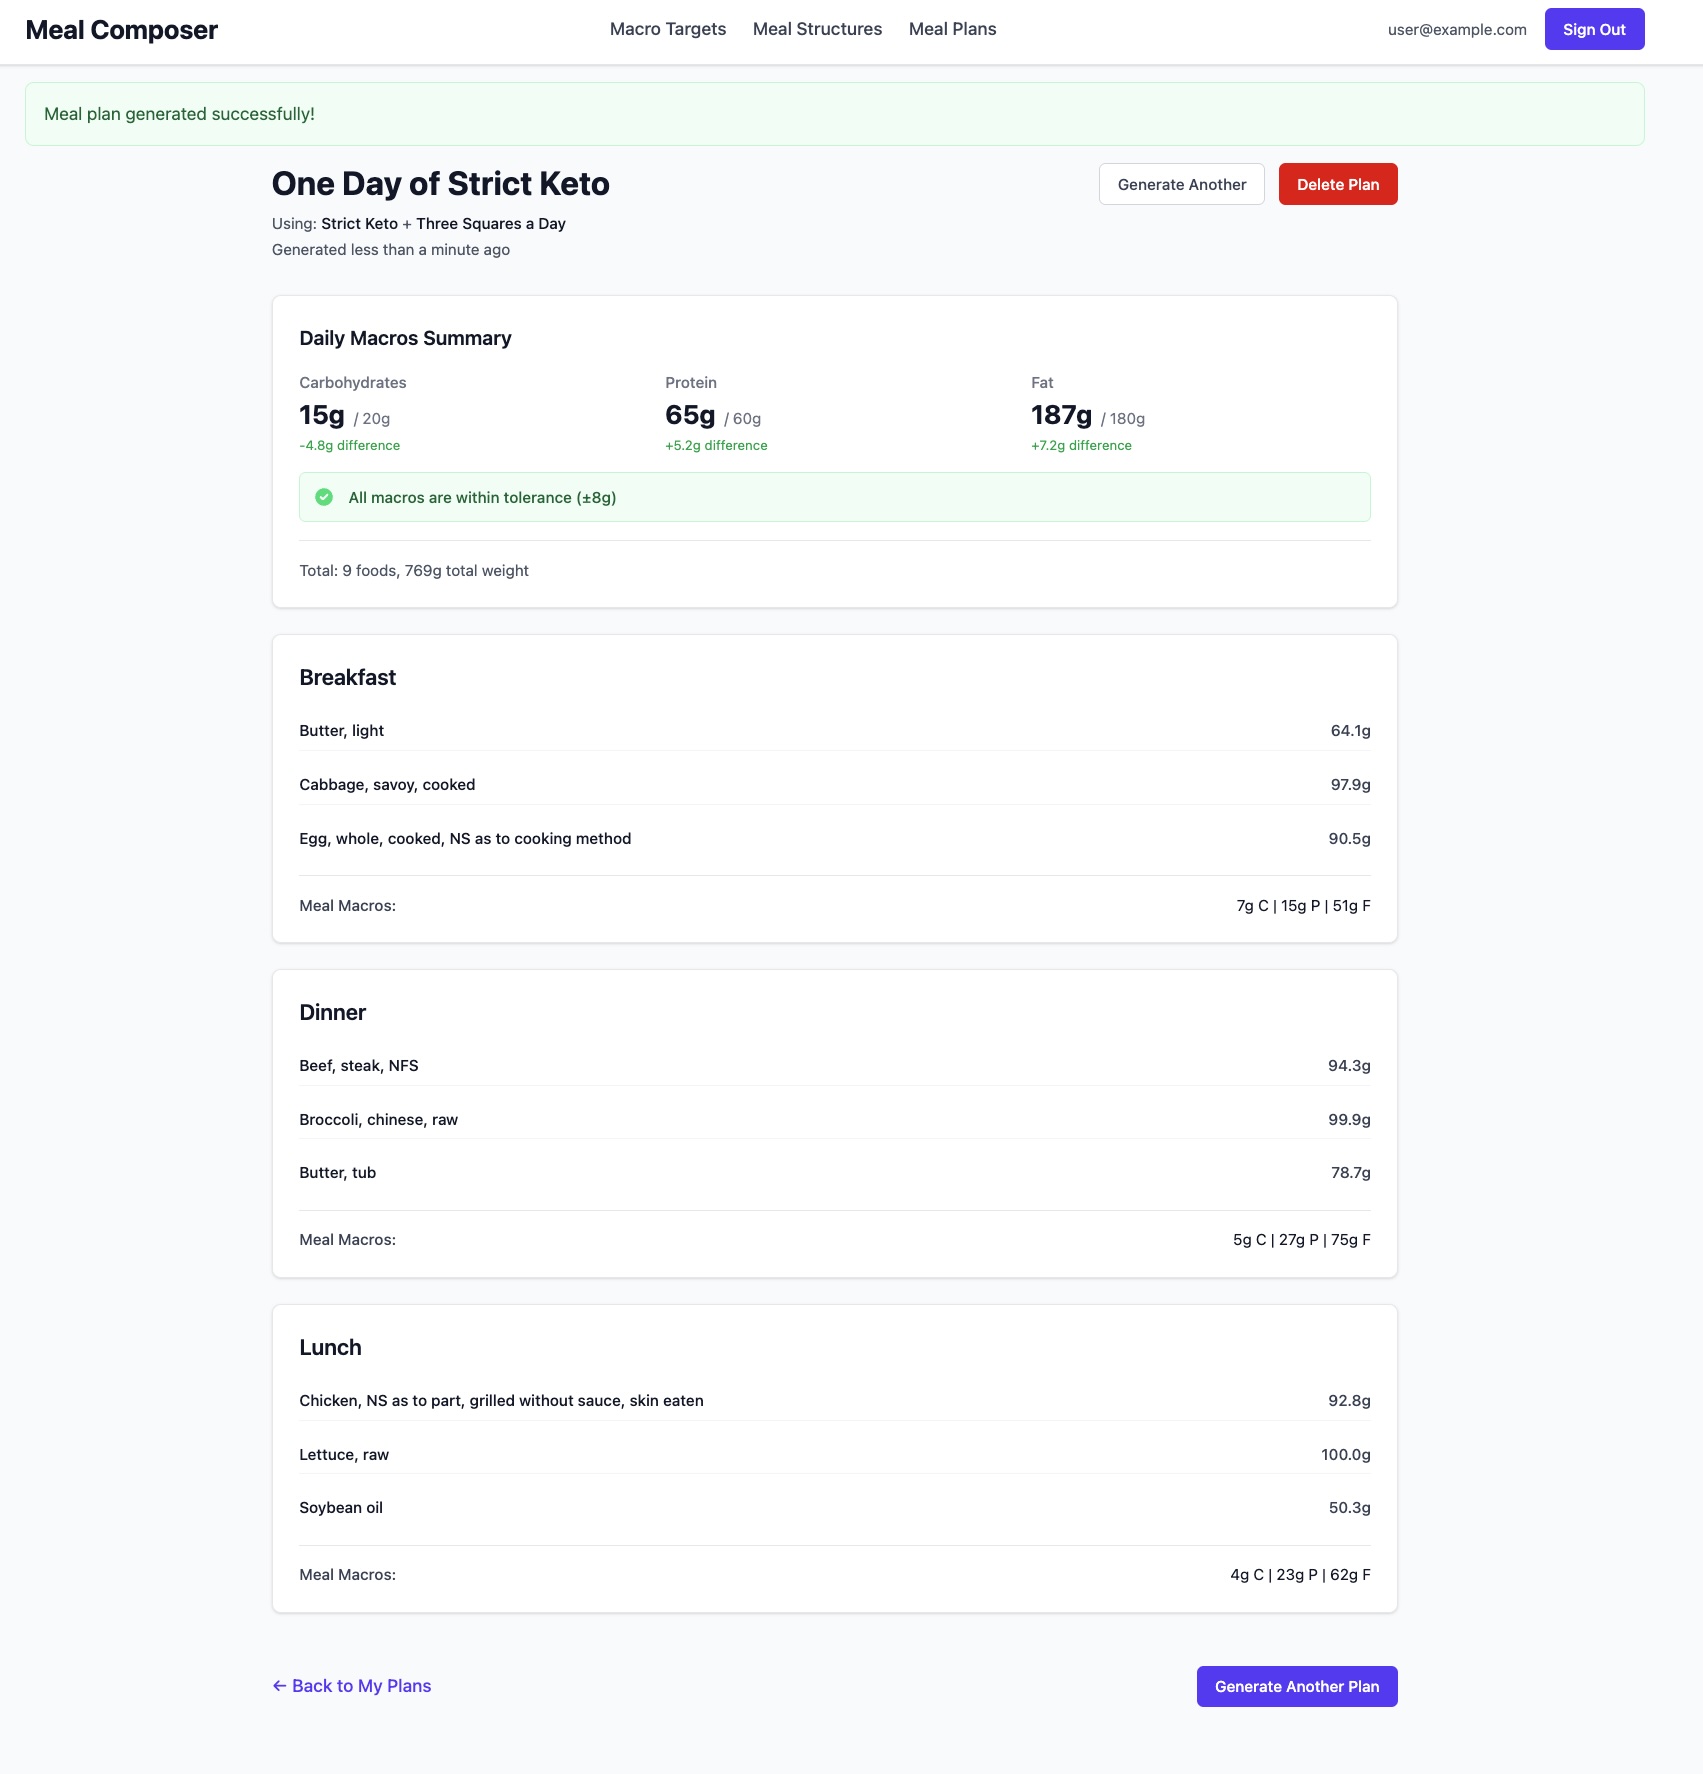 Meal Composer
Macro Targets Meal Structures Meal Plans
user@example.com
Sign Out
Meal plan generated successfully!
One Day of Strict Keto
Generate Another
Delete Plan
Using: Strict Keto + Three Squares a Day
Generated less than a minute ago
Daily Macros Summary
Carbohydrates
15g / 20g
-4.8g difference
Protein
65g / 60g
+5.2g difference
Fat
187g / 180g
+7.2g difference
All macros are within tolerance (±8g)
Total: 9 foods, 769g total weight
Breakfast
Butter, light 64.1g
Cabbage, savoy, cooked 97.9g
Egg, whole, cooked, NS as to cooking method 90.5g
Meal Macros: 7g C | 15g P | 51g F
Dinner
Beef, steak, NFS 94.3g
Broccoli, chinese, raw 99.9g
Butter, tub 78.7g
Meal Macros: 5g C | 27g P | 75g F
Lunch
Chicken, NS as to part, grilled without sauce, skin eaten 92.8g
Lettuce, raw 100.0g
Soybean oil 50.3g
Meal Macros: 4g C | 23g P | 62g F
← Back to My Plans
Generate Another Plan